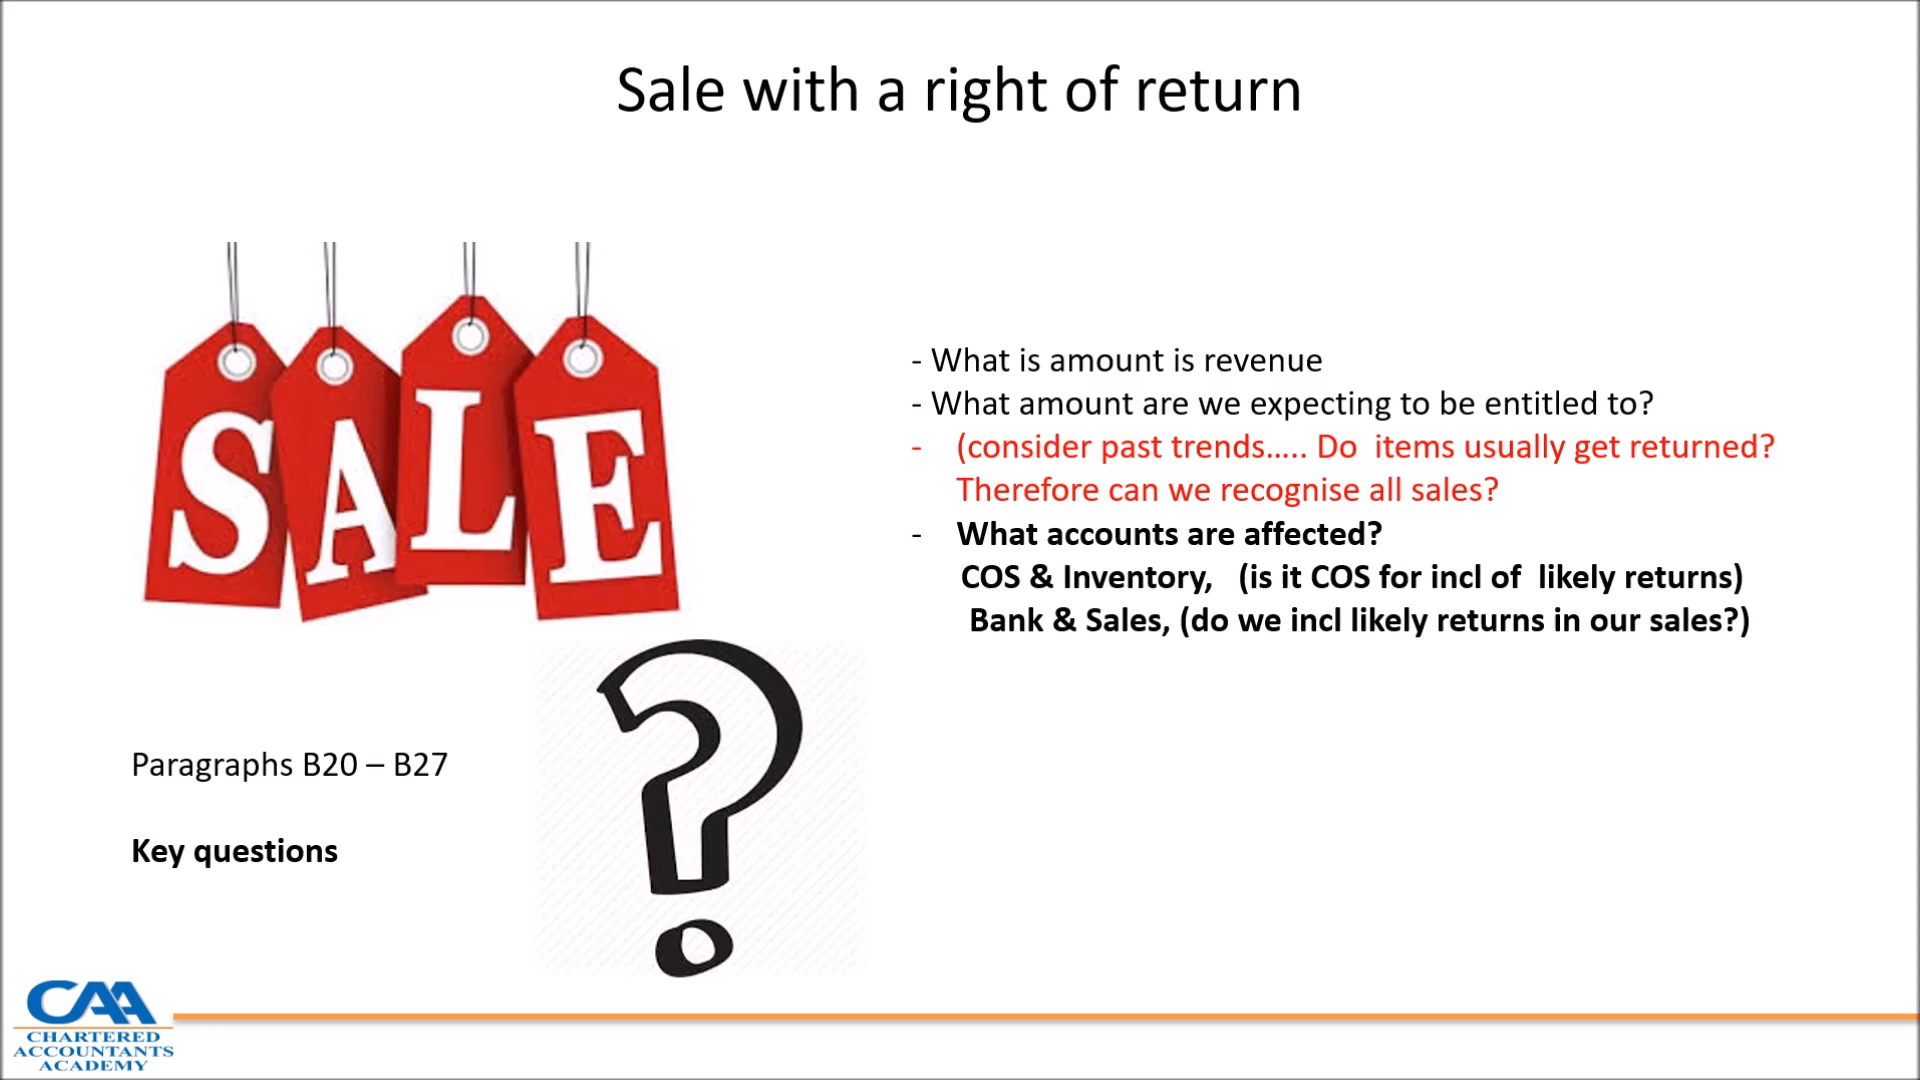 Sale with a right of return
SALE
- What is amount is revenue
- What amount are we expecting to be entitled to?
- (consider past trends..... Do  items usually get returned?
Therefore can we recognise all sales?
- What accounts are affected?
COS & Inventory,   (is it COS for incl of  likely returns)
Bank & Sales, (do we incl likely returns in our sales?)
Paragraphs B20 – B27
Key questions
?
CAA
CHARTERED
ACCOUNTANTS
ACADEMY